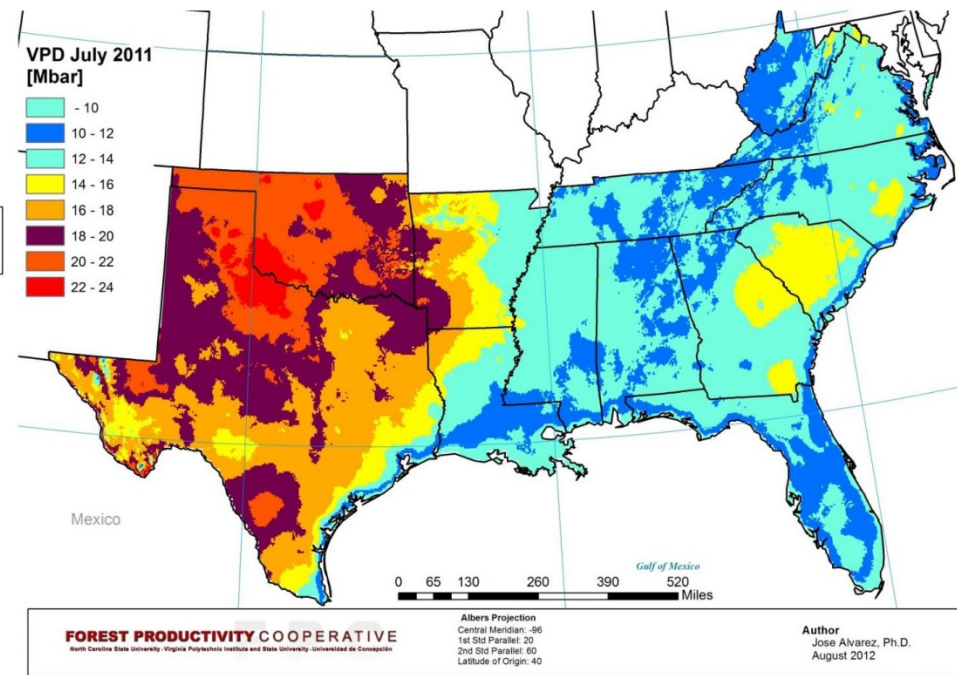 VPD July 2011
[Mbar]
- 10
10 - 12
12 - 14
14 - 16
16 - 18
18 - 20
20 - 22
22 - 24
Mexico
Gulf of Mexico
0 65 130 260 390 520
Miles
FOREST PRODUCTIVITY COOPERATIVE
North Carolina State University - Virginia Polytechnic Institute and State University - Universidad de Concepción
Albers Projection
Central Meridian: -96
1st Std Parallel: 20
2nd Std Parallel: 60
Latitude of Origin: 40
Author
Jose Alvarez, Ph.D.
August 2012